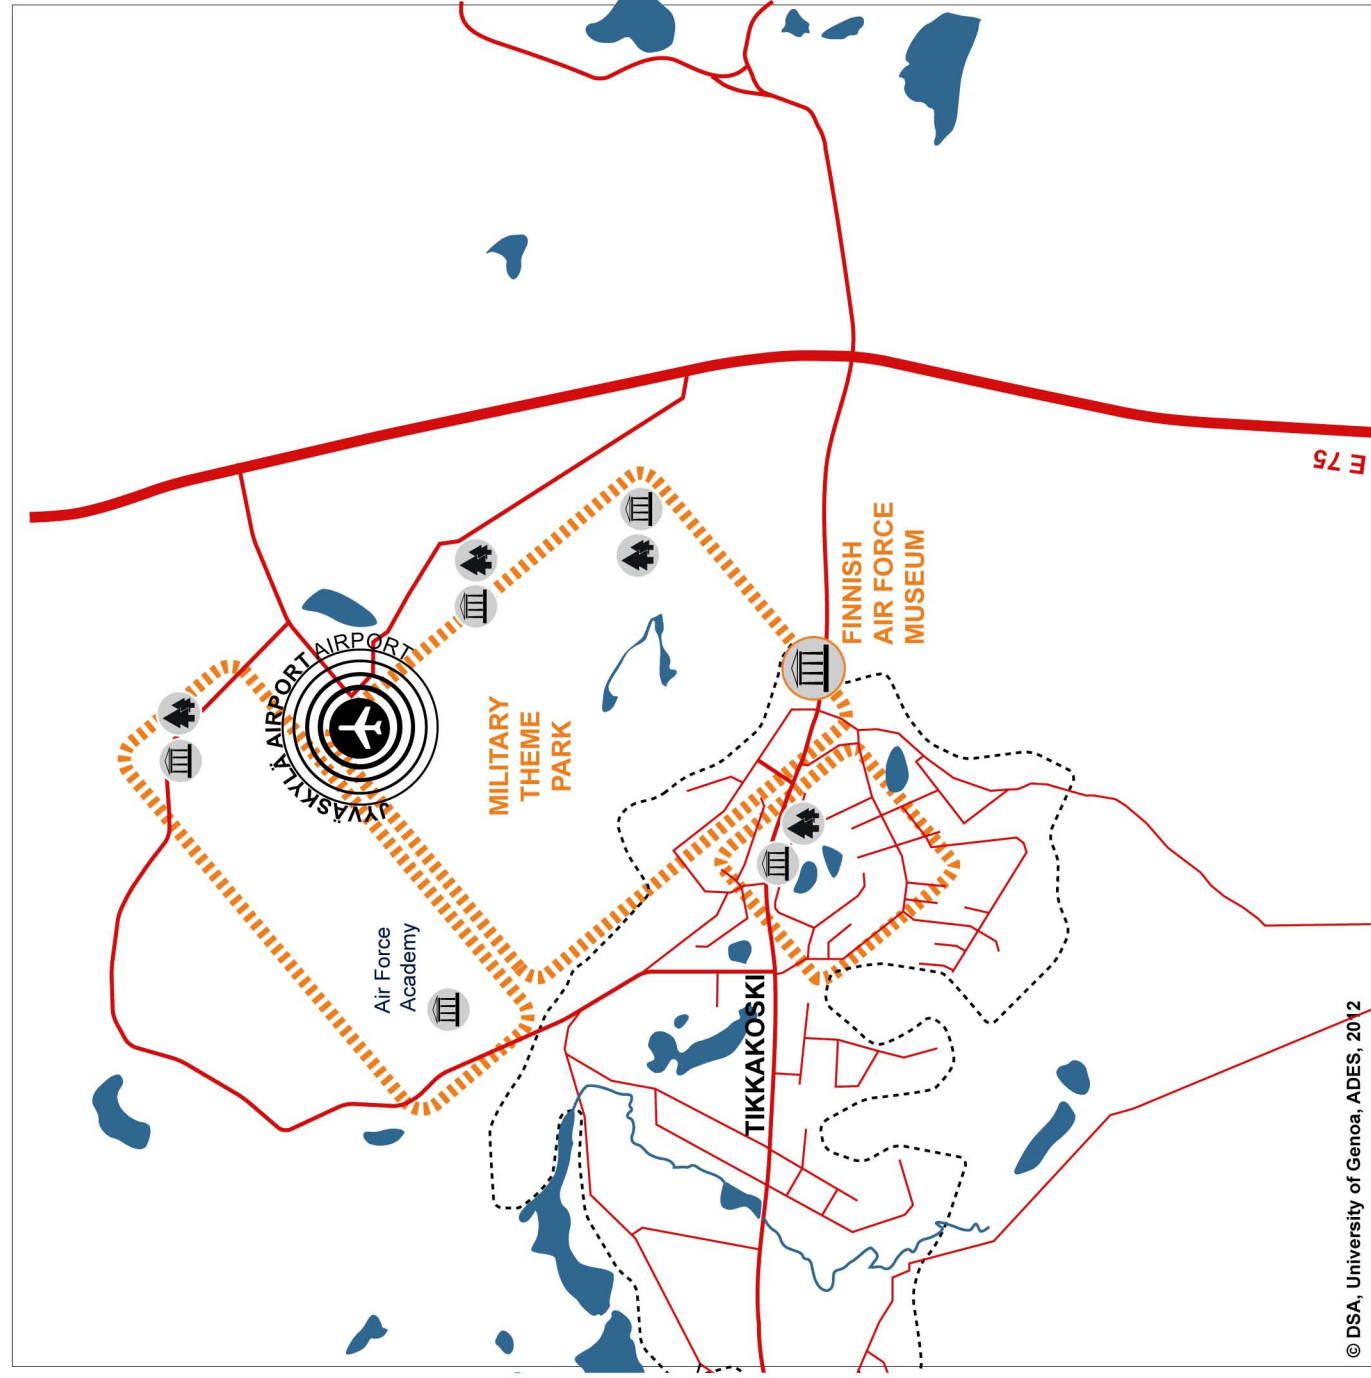 JYVÄSKYLÄ AIRPORT AIRPORT
Air Force
Academy
MILITARY
THEME
PARK
TIKKAKOSKI
FINNISH
AIR FORCE
MUSEUM
E 75
© DSA, University of Genoa, ADES, 2012